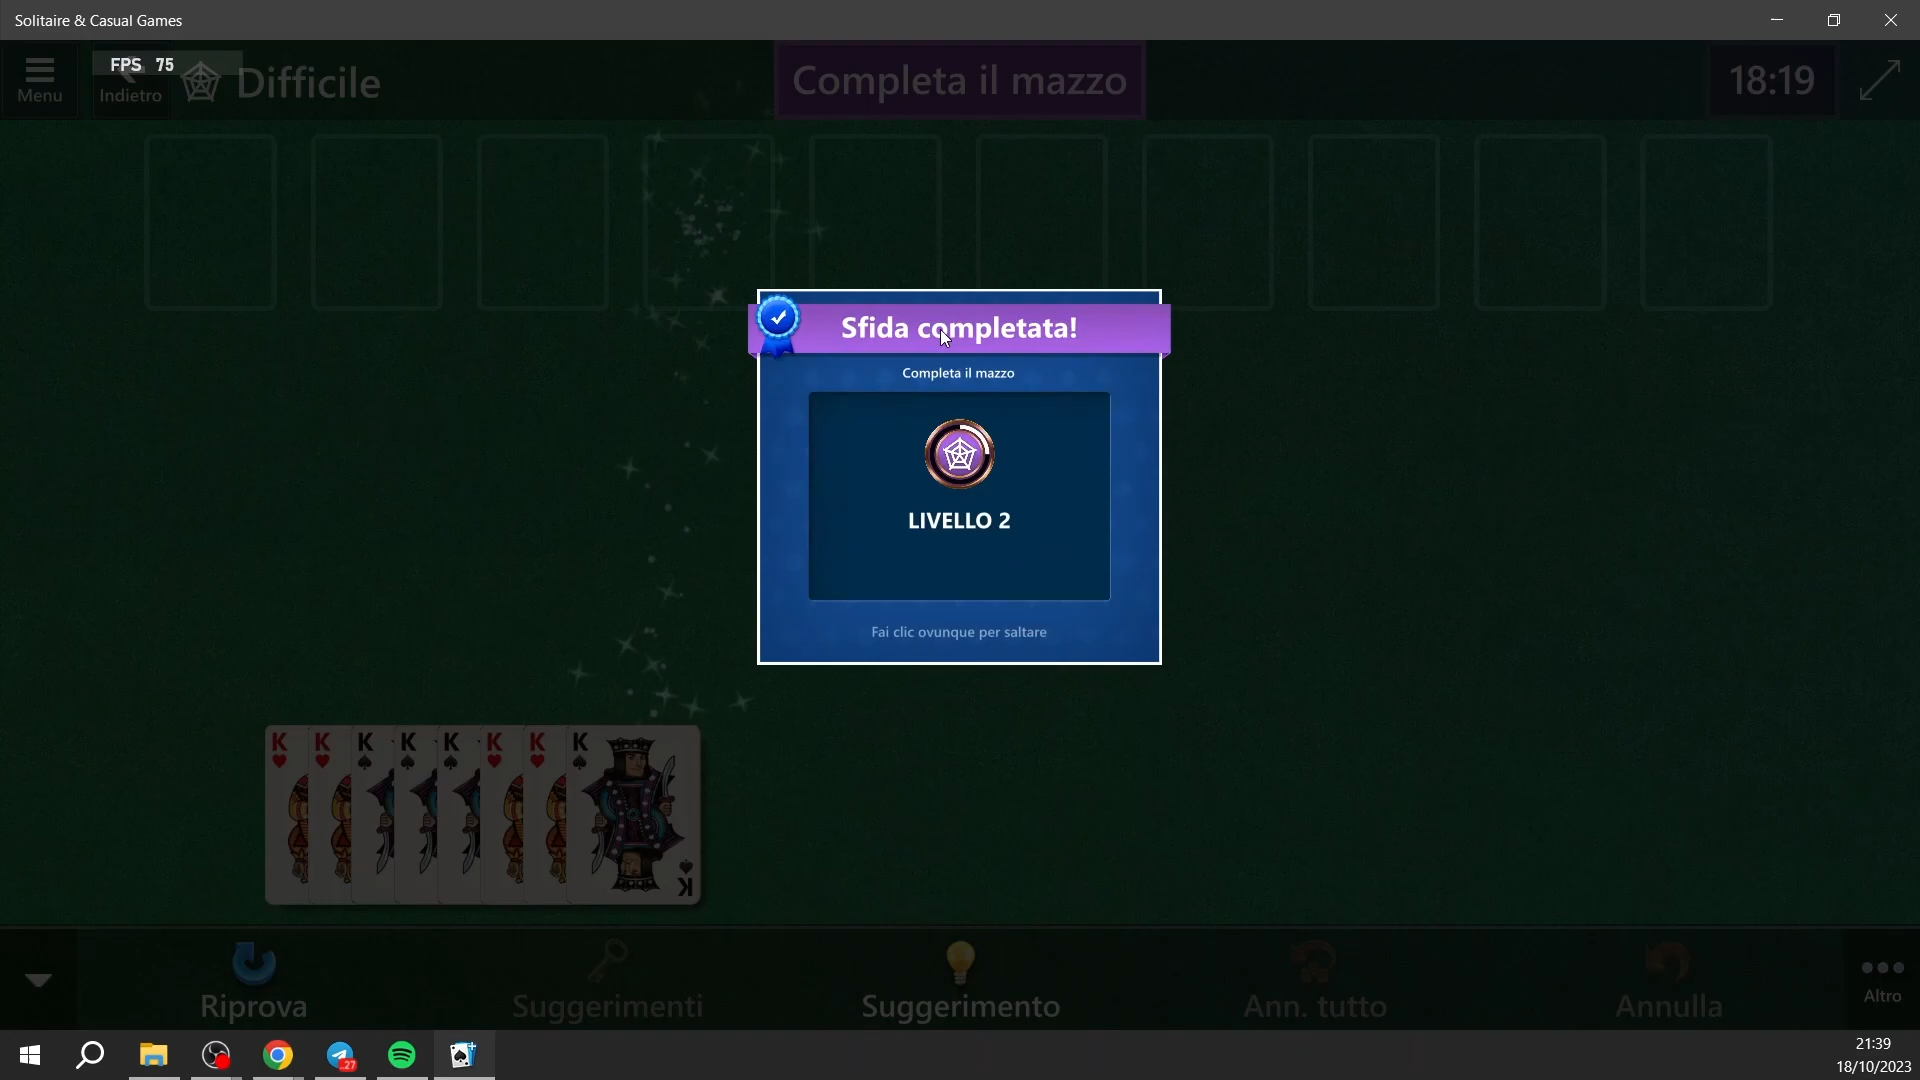 Solitaire & Casual Games
FPS 75
Menu
Indietro
Difficile
Completa il mazzo
18:19
Sfida completata!
Completa il mazzo
LIVELLO 2
Fai clic ovunque per saltare
K K K K K K K K
K
Riprova
Suggerimenti
Suggerimento
Ann. tutto
Annulla
Altro
27
21:39
18/10/2023